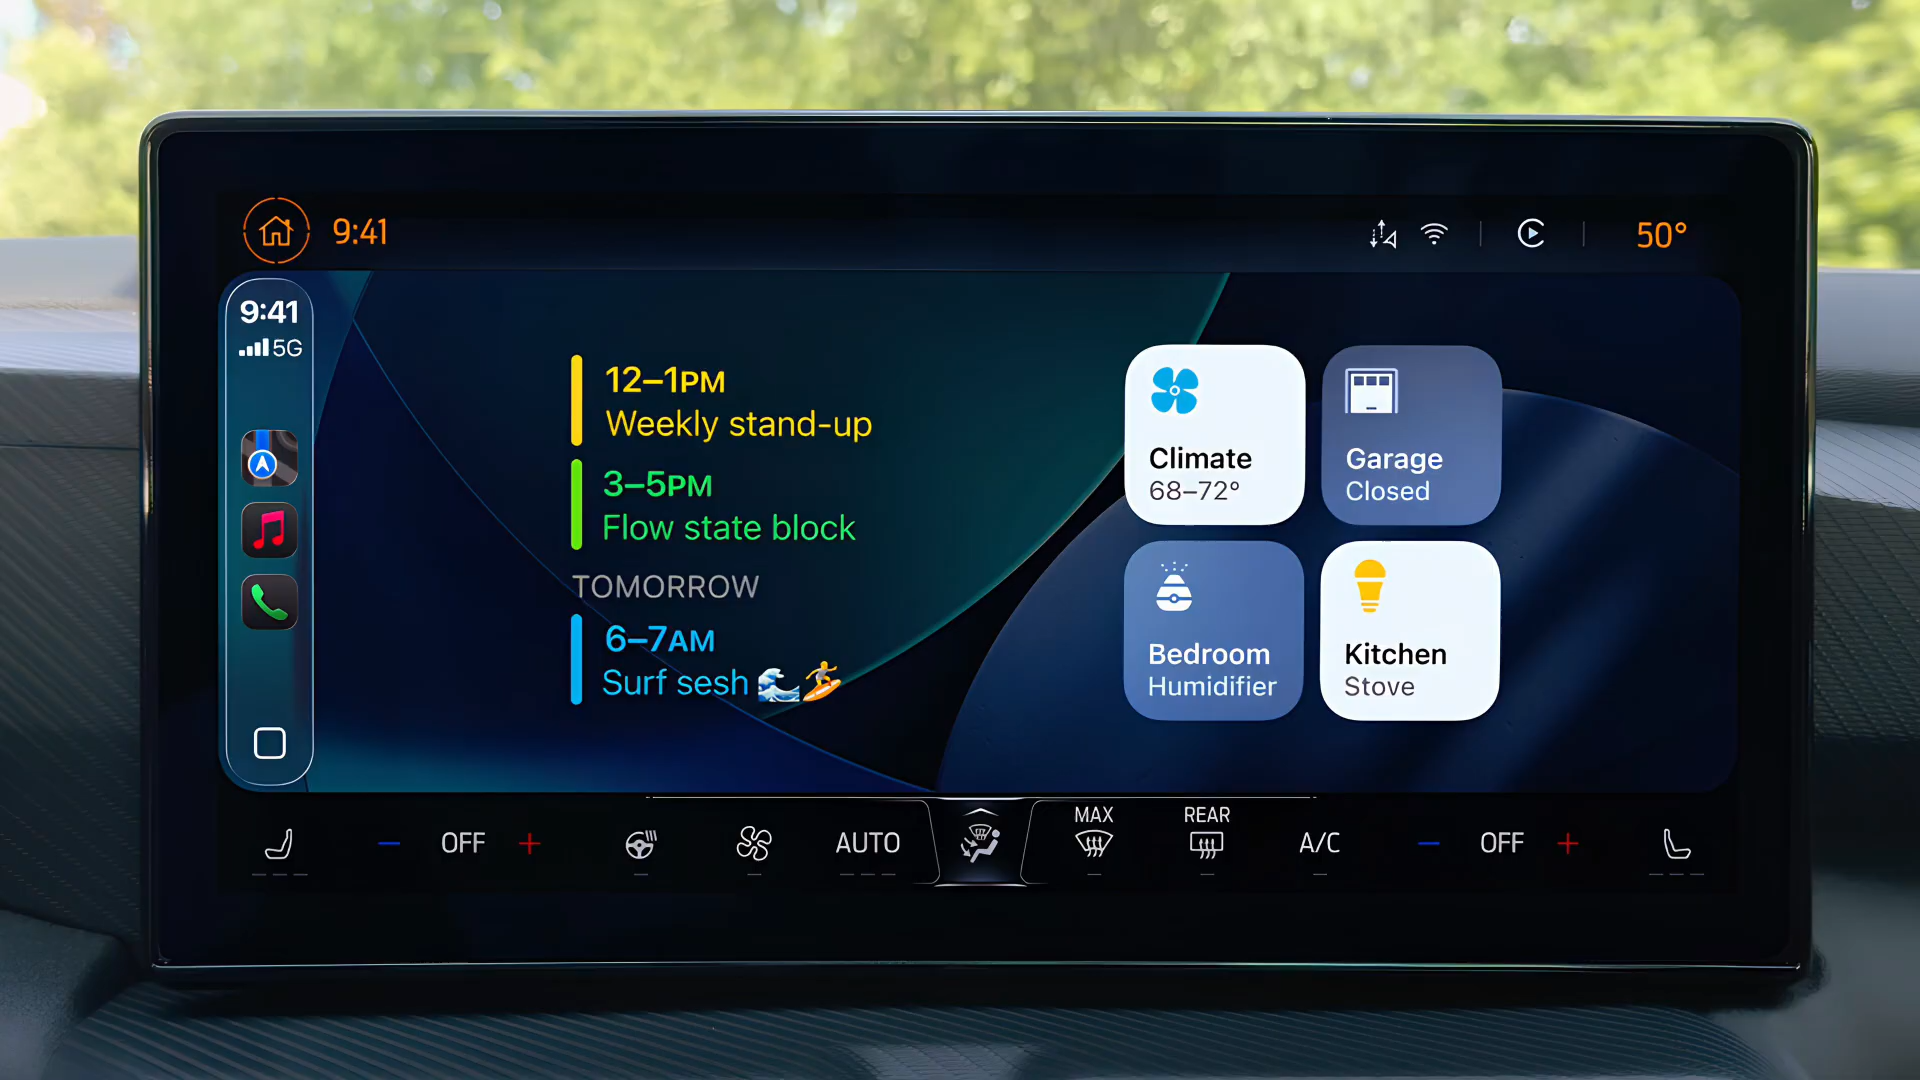 9:41
50°
9:41
5G
12–1PM
Weekly stand-up
3–5PM
Flow state block
TOMORROW
6–7AM
Surf sesh 🌊🏄
Climate
68–72°
Garage
Closed
Bedroom
Humidifier
Kitchen
Stove
OFF
AUTO
MAX
REAR
A/C
OFF